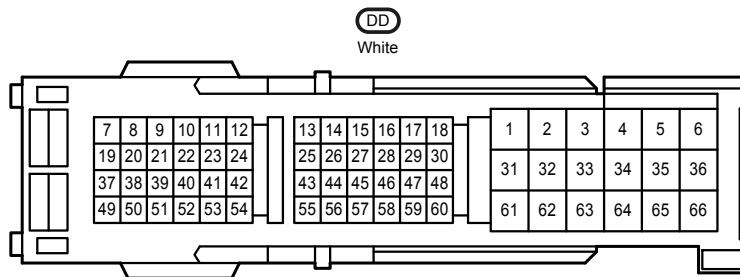 DD
White
7 8 9 10 11 12 13 14 15 16 17 18 1 2 3 4 5 6
19 20 21 22 23 24 25 26 27 28 29 30 31 32 33 34 35 36
37 38 39 40 41 42 43 44 45 46 47 48
49 50 51 52 53 54 55 56 57 58 59 60 61 62 63 64 65 66